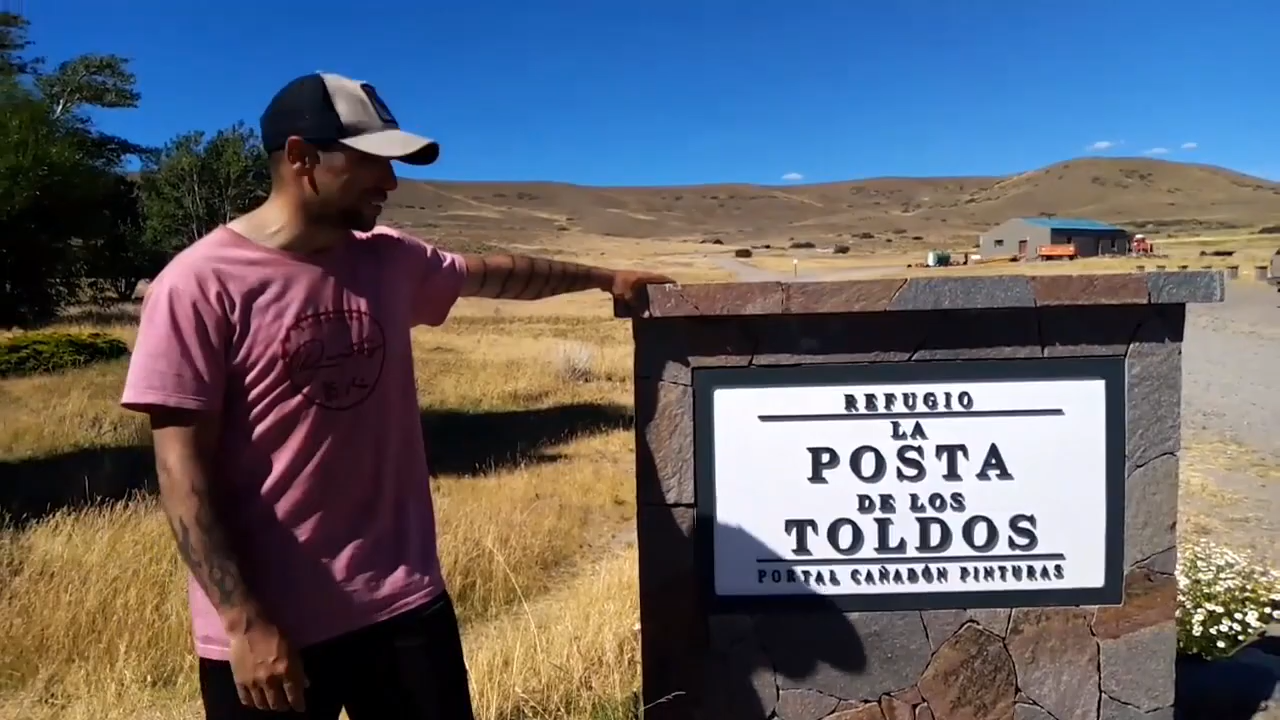 REFUGIO
LA
POSTA
DE LOS
TOLDOS
PORTAL CAÑADÓN PINTURAS